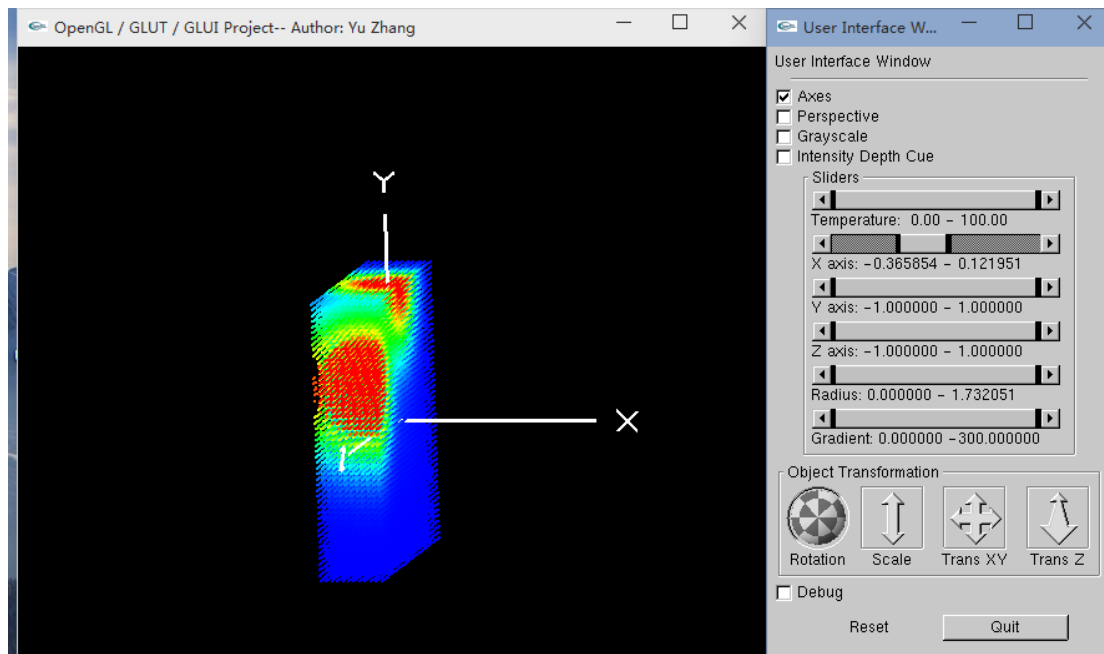 OpenGL / GLUT / GLUI Project-- Author: Yu Zhang
Y
X
User Interface W...
User Interface Window
Axes
Perspective
Grayscale
Intensity Depth Cue
Sliders
Temperature: 0.00 - 100.00
X axis: -0.365854 - 0.121951
Y axis: -1.000000 - 1.000000
Z axis: -1.000000 - 1.000000
Radius: 0.000000 - 1.732051
Gradient: 0.000000 -300.000000
Object Transformation
Rotation Scale Trans XY Trans Z
Debug
Reset Quit